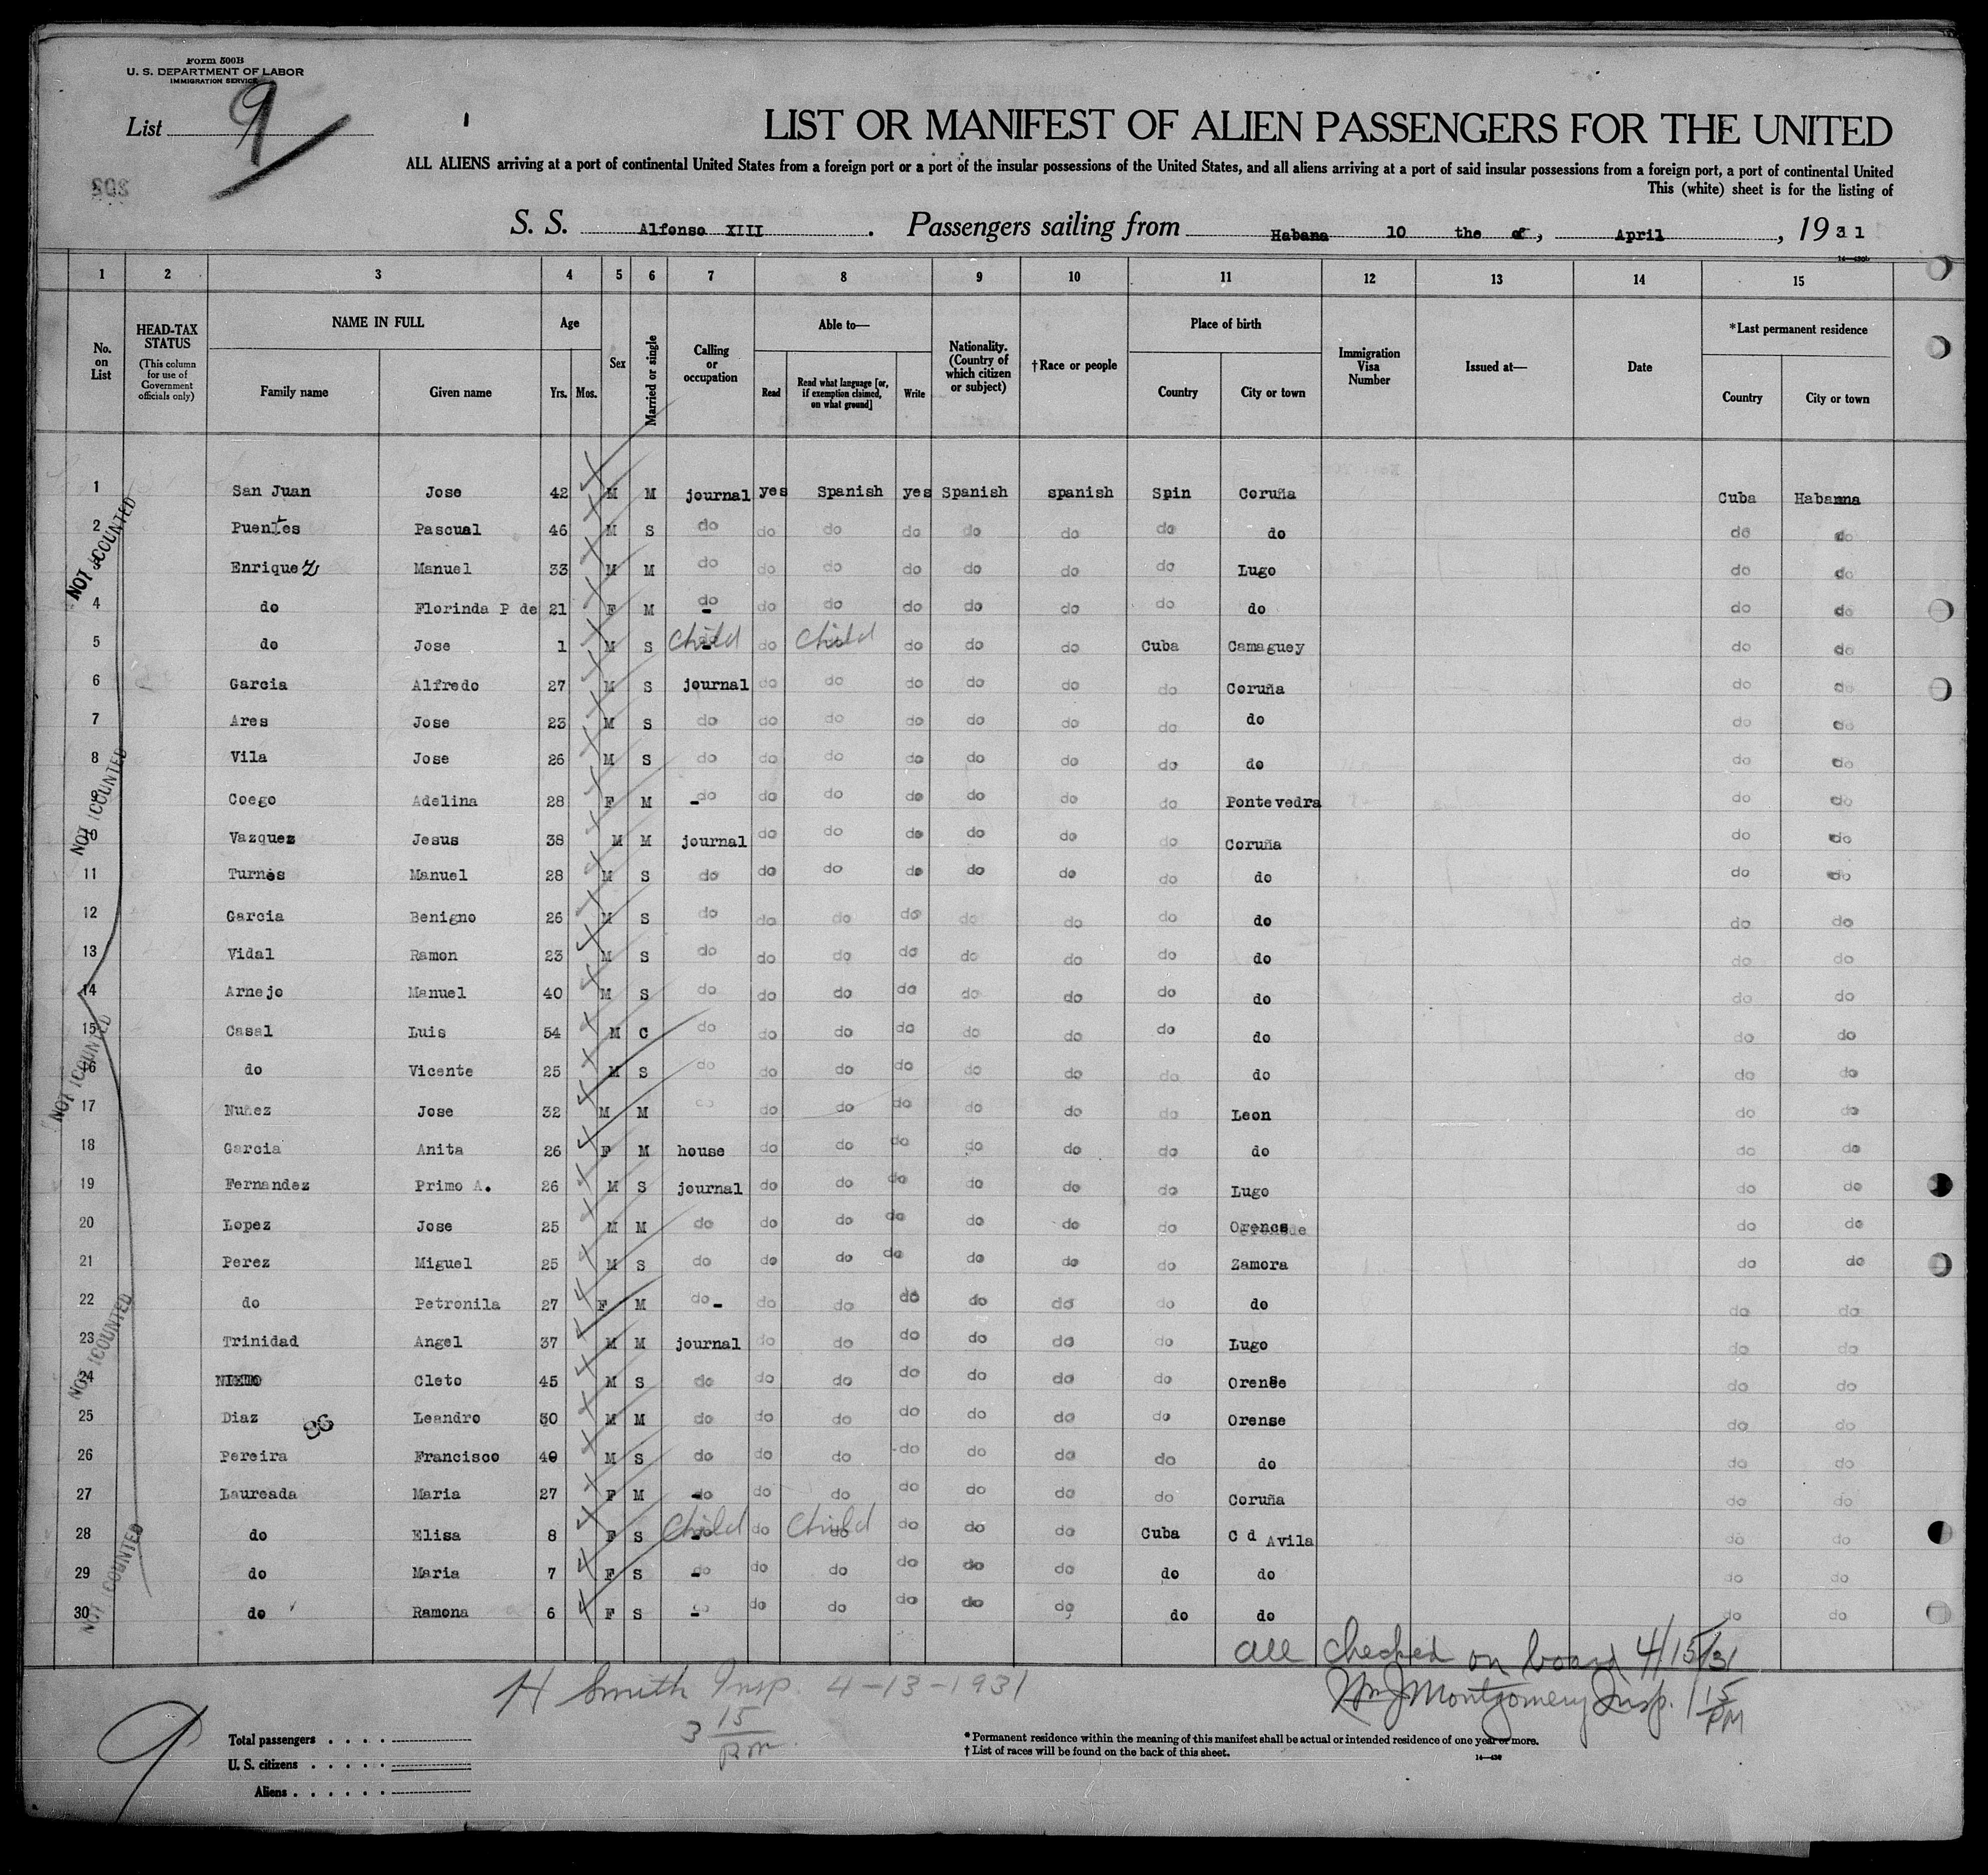 Form 500B
U. S. DEPARTMENT OF LABOR
IMMIGRATION SERVICE
List 9
LIST OR MANIFEST OF ALIEN PASSENGERS FOR THE UNITED
ALL ALIENS arriving at a port of continental United States from a foreign port or a port of the insular possessions of the United States, and all aliens arriving at a port of said insular possessions from a foreign port, a port of continental United
This (white) sheet is for the listing of
S. S. Alfonso XIII. Passengers sailing from Habana 10 the of, April, 1931
1 2 3 4 5 6 7 8 9 10 11 12 13 14 15
No. on List
HEAD-TAX STATUS (This column for use of Government officials only)
NAME IN FULL Family name Given name
Age Yrs. Mos.
Sex
Married or single
Calling or occupation
Able to— Read Read what language [or, if exemption claimed, on what ground] Write
Nationality. (Country of which citizen or subject)
†Race or people
Place of birth Country City or town
Immigration Visa Number
Issued at—
Date
*Last permanent residence Country City or town
1 San Juan Jose 42 M M journal yes Spanish yes Spanish spanish Spin Coruña Cuba Habanna
2 Puentes Pascual 46 M S do do do do do do do do do do
Enriquez Manuel 33 M M do do do do do do do Lugo do do
4 do Florinda P de 21 F M do do do do do do do do do do
5 do Jose 1 M S Child do Child do do do Cuba Camaguey do do
6 Garcia Alfredo 27 M S journal do do do do do do Coruña do do
7 Ares Jose 23 M S do do do do do do do do do do
8 Vila Jose 26 M S do do do do do do do do do do
9 Coego Adelina 28 F M do do do do do do do Pontevedra do do
10 Vazquez Jesus 38 M M journal do do do do do do Coruña do do
11 Turnes Manuel 28 M S do do do do do do do do do do
12 Garcia Benigno 26 M S do do do do do do do do do do
13 Vidal Ramon 23 M S do do do do do do do do do do
14 Arnejo Manuel 40 M S do do do do do do do do do do
15 Casal Luis 54 M C do do do do do do do do do do
16 do Vicente 25 M S do do do do do do do do do do
17 Nuñez Jose 32 M M do do do do do do do Leon do do
18 Garcia Anita 26 F M house do do do do do do do do do
19 Fernandez Primo A. 26 M S journal do do do do do do Lugo do do
20 Lopez Jose 25 M M do do do do do do do do do
21 Perez Miguel 25 M S do do do do do do do Zamora do do
22 do Petronila 27 F M do - do do do do do do do do do
23 Trinidad Angel 37 M M journal do do do do do do Lugo do do
24 Cleto 45 M S do do do do do do do Orense do do
25 Diaz Leandro 30 M M do do do do do do do Orense do do
26 Pereira Francisco 40 M S do do do do do do do do do do
27 Laureada Maria 27 F M do do do do do do do Coruña do do
28 do Elisa 8 F S Child do Child do do do Cuba C d Avila do do
29 do Maria 7 F S do do do do do do do do do do
30 do Ramona 6 F S do do do do do do do do do do
NOT COUNTED
NOT COUNTED
NOT COUNTED
NOT COUNTED
NOT COUNTED
86
all checked on board 4/15/31
Wm J Montgomery Insp. 1 15 PM
H Smith Insp. 4-13-1931
3 15 Pm.
9
Total passengers
U. S. citizens
Aliens
*Permanent residence within the meaning of this manifest shall be actual or intended residence of one year or more.
†List of races will be found on the back of this sheet.
14—430